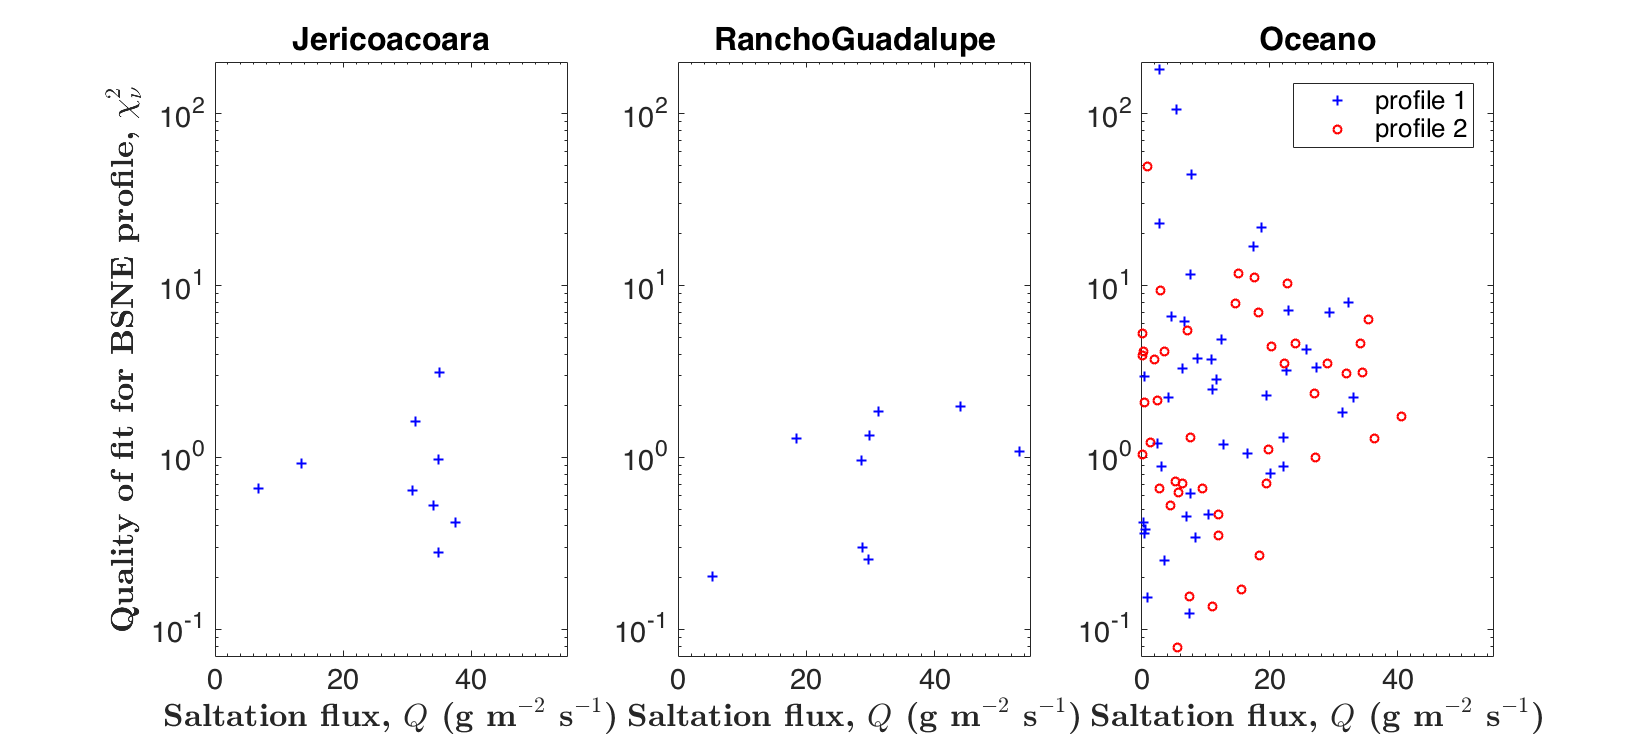 Jericoacoara
RanchoGuadalupe
Oceano
Quality of fit for BSNE profile, χ²ᵥ
10²
10¹
10⁰
10⁻¹
0 20 40
Saltation flux, Q (g m⁻² s⁻¹)
10²
10¹
10⁰
10⁻¹
0 20 40
Saltation flux, Q (g m⁻² s⁻¹)
10²
10¹
10⁰
10⁻¹
0 20 40
Saltation flux, Q (g m⁻² s⁻¹)
profile 1
profile 2